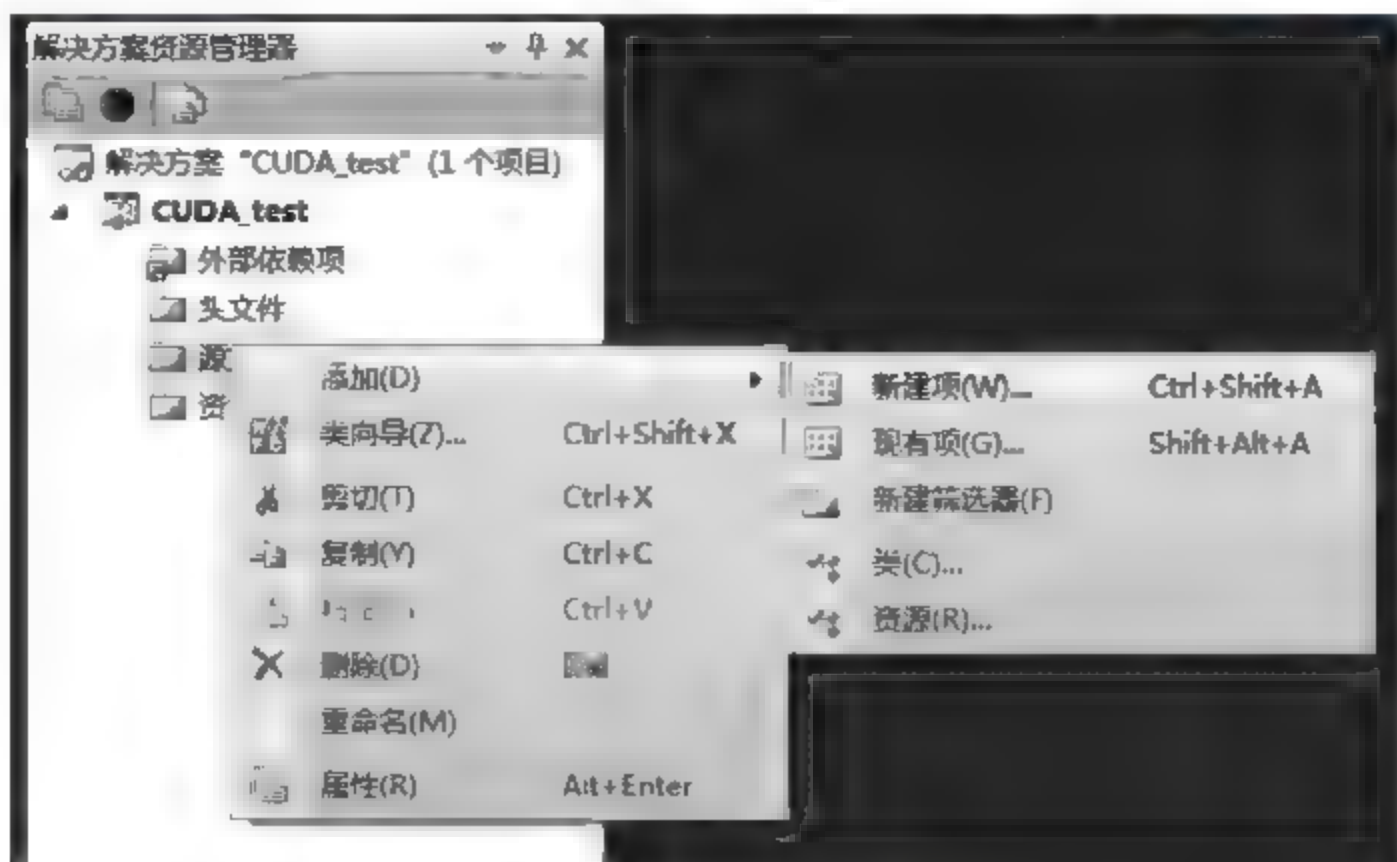 解决方案资源管理器
解决方案 "CUDA_test" (1 个项目)
CUDA_test
外部依赖项
头文件
源
资
添加(D)
类向导(Z)... Ctrl+Shift+X
剪切(T) Ctrl+X
复制(Y) Ctrl+C
Ctrl+V
删除(D)
重命名(M)
属性(R) Alt+Enter
新建项(W)... Ctrl+Shift+A
现有项(G)... Shift+Alt+A
新建筛选器(F)
类(C)...
资源(R)...